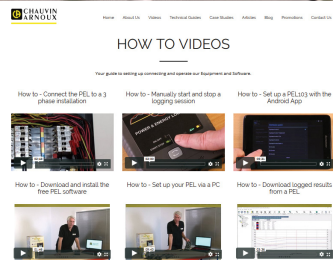 CHAUVIN
ARNOUX
Home About Us Videos Technical Guides Case Studies Articles Blog Promotions Contact Us
HOW TO VIDEOS
Your guide to setting up connecting and operate our Equipment and Software.
How to - Connect the PEL to a 3 phase installation
How to - Manually start and stop a logging session
How to - Set up a PEL103 with the Android App
POWER & ENERGY LOGGER
How to - Download and install the free PEL software
How to - Set up your PEL via a PC
How to - Download logged results from a PEL